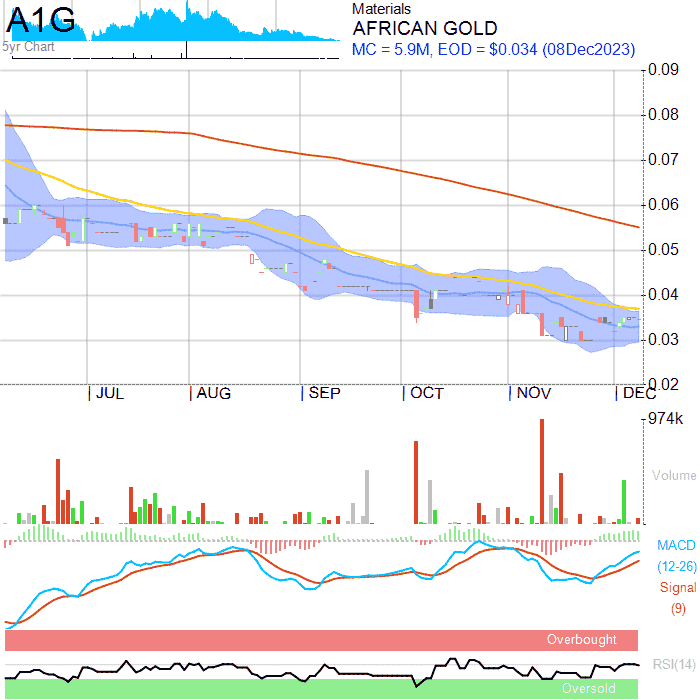 A1G
5yr Chart
Materials
AFRICAN GOLD
MC = 5.9M, EOD = $0.034 (08Dec2023)
0.09
0.08
0.07
0.06
0.05
0.04
0.03
0.02
JUL AUG SEP OCT NOV DEC
974k
Volume
MACD
(12-26)
Signal
(9)
Overbought
RSI(14)
Oversold